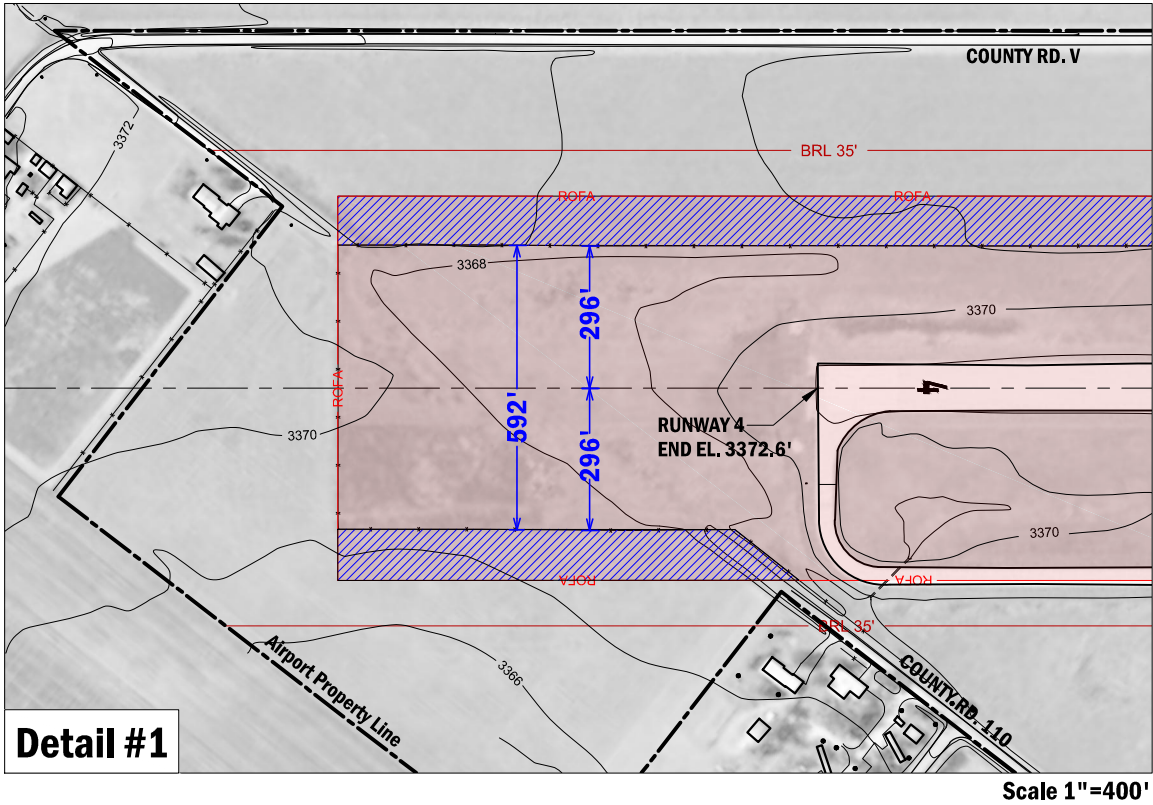 COUNTY RD. V
3372
BRL 35'
ROFA
ROFA
3368
296'
3370
ROFA
4
592'
RUNWAY 4
END EL. 3372.6'
3370
296'
3370
ROFA
ROFA
BRL 35'
Airport Property Line
3366
COUNTY RD. 110
Detail #1
Scale 1"=400'